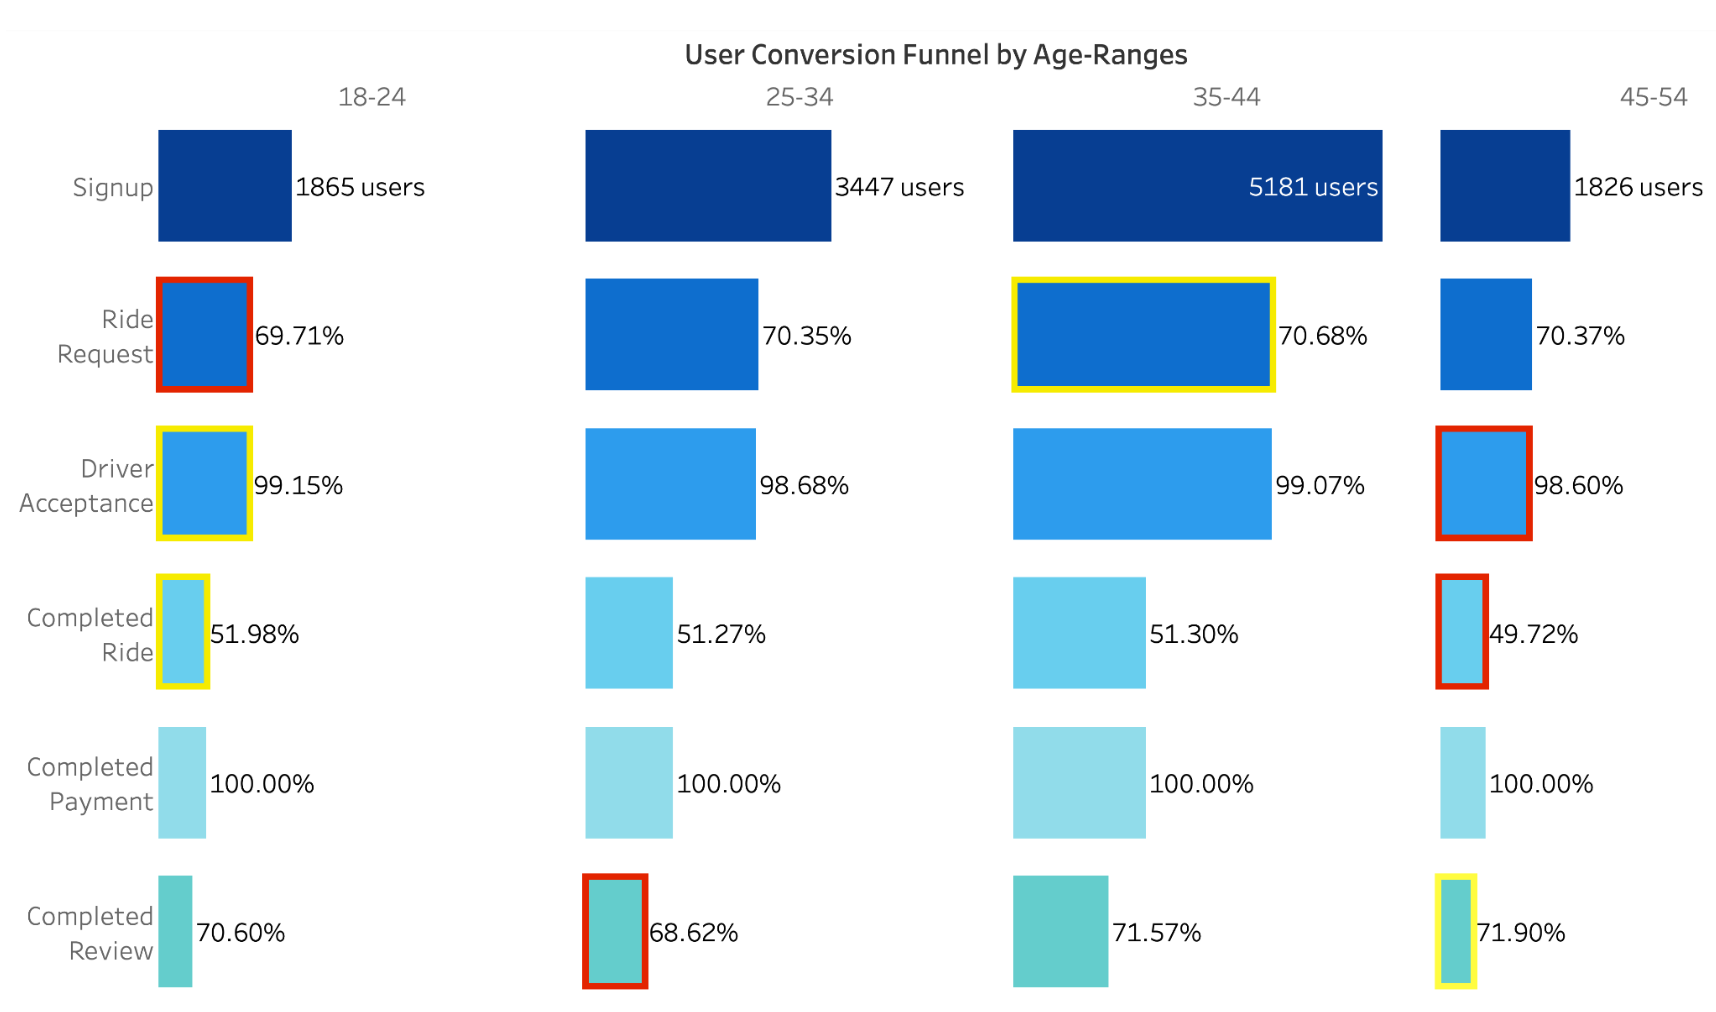 User Conversion Funnel by Age-Ranges
18-24 25-34 35-44 45-54
Signup 1865 users 3447 users 5181 users 1826 users
Ride
Request 69.71% 70.35% 70.68% 70.37%
Driver
Acceptance 99.15% 98.68% 99.07% 98.60%
Completed
Ride 51.98% 51.27% 51.30% 49.72%
Completed
Payment 100.00% 100.00% 100.00% 100.00%
Completed
Review 70.60% 68.62% 71.57% 71.90%